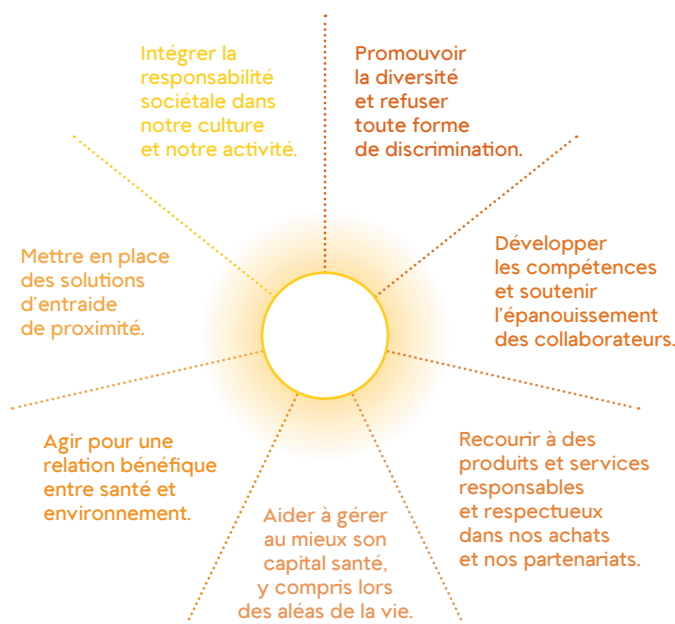 Intégrer la
responsabilité
sociétale dans
notre culture
et notre activité.
Promouvoir
la diversité
et refuser
toute forme
de discrimination.
Développer
les compétences
et soutenir
l'épanouissement
des collaborateurs.
Recourir à des
produits et services
responsables
et respectueux
dans nos achats
et nos partenariats.
Aider à gérer
au mieux son
capital santé,
y compris lors
des aléas de la vie.
Agir pour une
relation bénéfique
entre santé et
environnement.
Mettre en place
des solutions
d'entraide
de proximité.